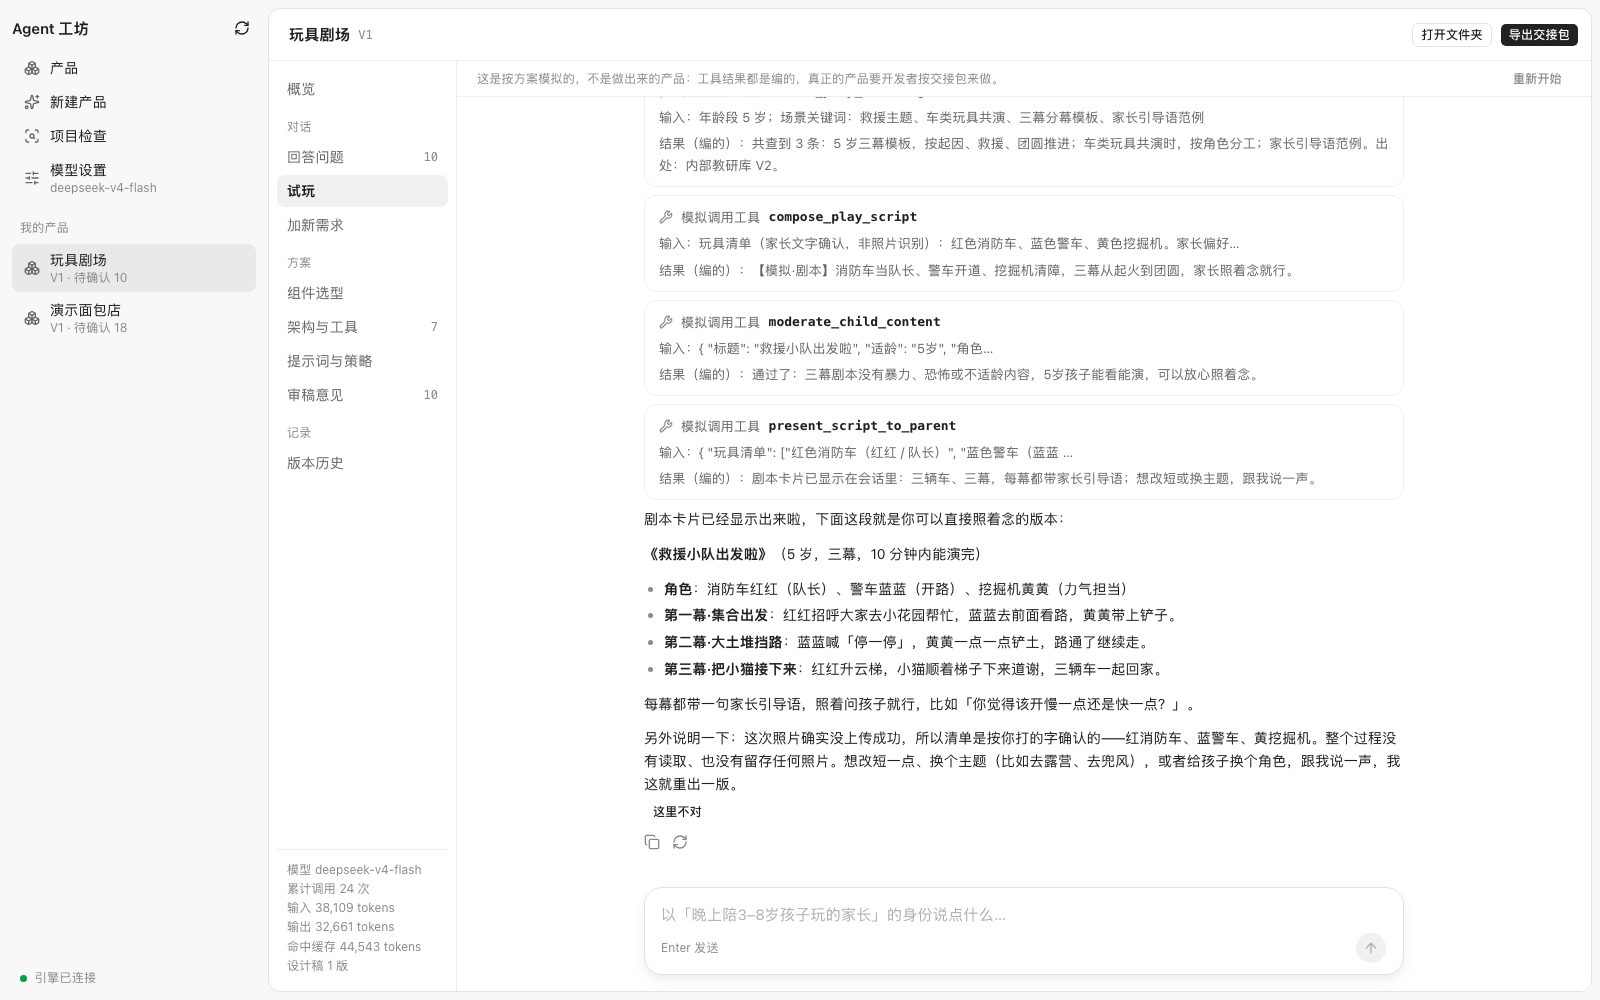 Agent 工坊
产品
新建产品
项目检查
模型设置
deepseek-v4-flash
我的产品
玩具剧场
V1 · 待确认 10
演示面包店
V1 · 待确认 18
引擎已连接
玩具剧场 V1
打开文件夹
导出交接包
概览
对话
回答问题 10
试玩
加新需求
方案
组件选型
架构与工具 7
提示词与策略
审稿意见 10
记录
版本历史
模型 deepseek-v4-flash
累计调用 24 次
输入 38,109 tokens
输出 32,661 tokens
命中缓存 44,543 tokens
设计稿 1 版
这是按方案模拟的，不是做出来的产品：工具结果都是编的，真正的产品要开发者按交接包来做。
重新开始
输入：年龄段 5 岁；场景关键词：救援主题、车类玩具共演、三幕分幕模板、家长引导语范例
结果（编的）：共查到 3 条：5 岁三幕模板，按起因、救援、团圆推进；车类玩具共演时，按角色分工；家长引导语范例。出
处：内部教研库 V2。
模拟调用工具 compose_play_script
输入：玩具清单（家长文字确认，非照片识别）：红色消防车、蓝色警车、黄色挖掘机。家长偏好…
结果（编的）：【模拟·剧本】消防车当队长、警车开道、挖掘机清障，三幕从起火到团圆，家长照着念就行。
模拟调用工具 moderate_child_content
输入：{ "标题": "救援小队出发啦", "适龄": "5岁", "角色…
结果（编的）：通过了：三幕剧本没有暴力、恐怖或不适龄内容，5岁孩子能看能演，可以放心照着念。
模拟调用工具 present_script_to_parent
输入：{ "玩具清单": ["红色消防车（红红 / 队长）", "蓝色警车（蓝蓝 …
结果（编的）：剧本卡片已显示在会话里：三辆车、三幕，每幕都带家长引导语；想改短或换主题，跟我说一声。
剧本卡片已经显示出来啦，下面这段就是你可以直接照着念的版本：
《救援小队出发啦》（5 岁，三幕，10 分钟内能演完）
角色：消防车红红（队长）、警车蓝蓝（开路）、挖掘机黄黄（力气担当）
第一幕·集合出发：红红招呼大家去小花园帮忙，蓝蓝去前面看路，黄黄带上铲子。
第二幕·大土堆挡路：蓝蓝喊「停一停」，黄黄一点一点铲土，路通了继续走。
第三幕·把小猫接下来：红红升云梯，小猫顺着梯子下来道谢，三辆车一起回家。
每幕都带一句家长引导语，照着问孩子就行，比如「你觉得该开慢一点还是快一点？」。
另外说明一下：这次照片确实没上传成功，所以清单是按你打的字确认的——红消防车、蓝警车、黄挖掘机。整个过程没
有读取、也没有留存任何照片。想改短一点、换个主题（比如去露营、去兜风），或者给孩子换个角色，跟我说一声，我
这就重出一版。
这里不对
以「晚上陪3–8岁孩子玩的家长」的身份说点什么…
Enter 发送